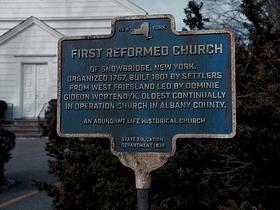 NEW YORK
FIRST REFORMED CHURCH
OF SNOWBRIDGE, NEW YORK.
ORGANIZED 1767, BUILT 1801 BY SETTLERS
FROM WEST FRIESLAND LED BY DOMINIE
GIDEON WORTENDYK, OLDEST CONTINUALLY
IN OPERATION CHURCH IN ALBANY COUNTY.
AN ABUNDANT LIFE HISTORICAL CHURCH
STATE EDUCATION
DEPARTMENT 1938